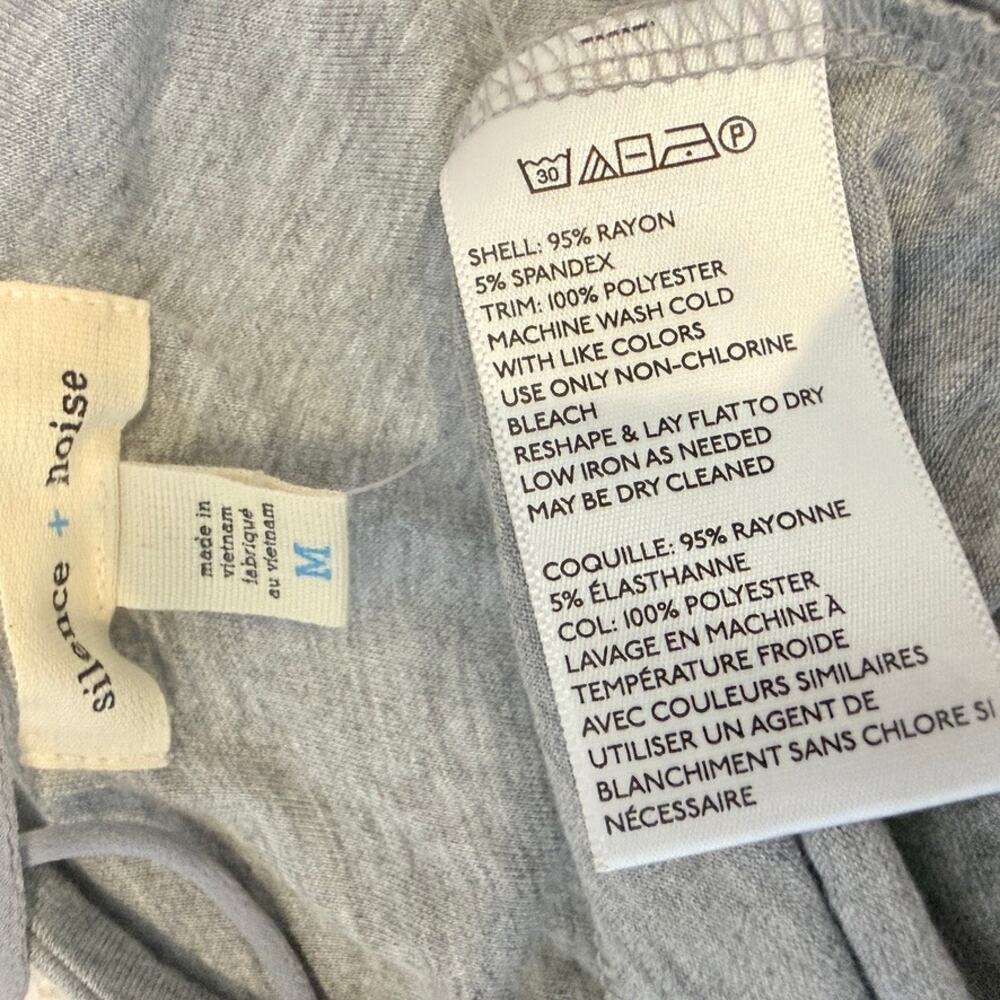 silence + noise
made in
vietnam
fabriqué
au vietnam
M
30
P
SHELL: 95% RAYON
5% SPANDEX
TRIM: 100% POLYESTER
MACHINE WASH COLD
WITH LIKE COLORS
USE ONLY NON-CHLORINE
BLEACH
RESHAPE & LAY FLAT TO DRY
LOW IRON AS NEEDED
MAY BE DRY CLEANED
COQUILLE: 95% RAYONNE
5% ÉLASTHANNE
COL: 100% POLYESTER
LAVAGE EN MACHINE À
TEMPÉRATURE FROIDE
AVEC COULEURS SIMILAIRES
UTILISER UN AGENT DE
BLANCHIMENT SANS CHLORE SI
NÉCESSAIRE